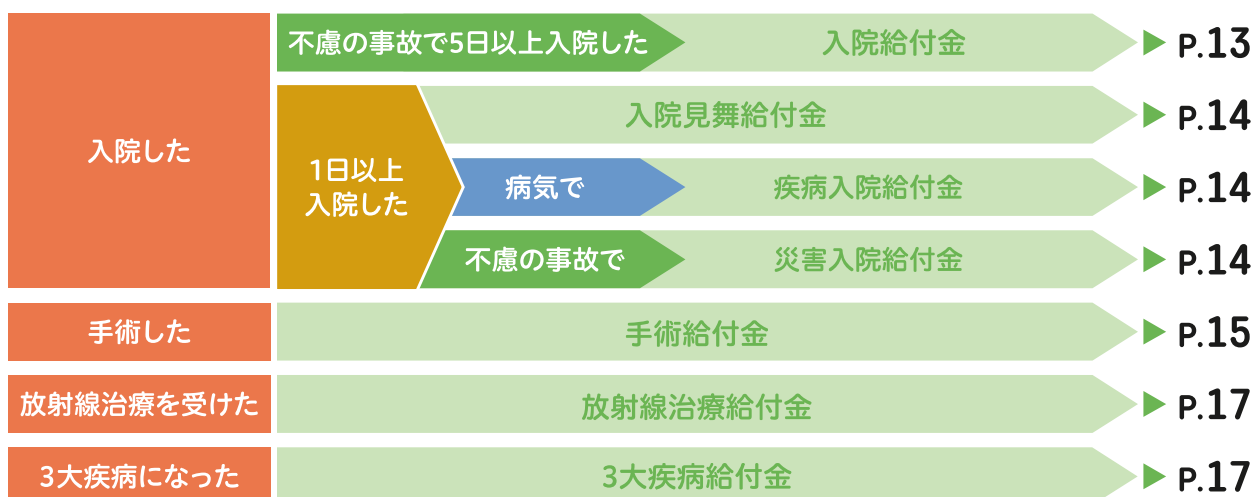 入院した
不慮の事故で5日以上入院した
入院給付金
P.13
1日以上
入院した
入院見舞給付金
P.14
病気で
疾病入院給付金
P.14
不慮の事故で
災害入院給付金
P.14
手術した
手術給付金
P.15
放射線治療を受けた
放射線治療給付金
P.17
3大疾病になった
3大疾病給付金
P.17